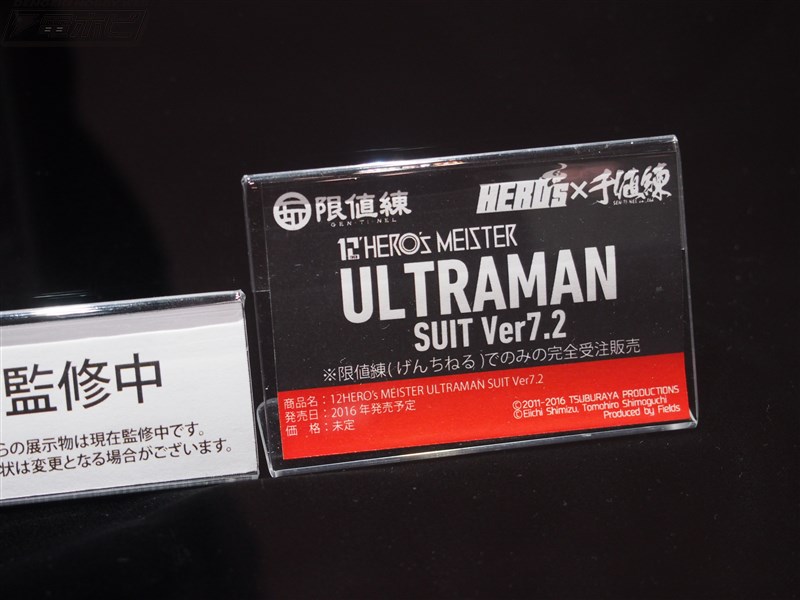 監修中
らの展示物は現在監修中です。
状は変更となる場合がございます。
限値練
GEN-TI-NEL
HERO's×千値練
12"HERO's MEISTER
ULTRAMAN
SUIT Ver7.2
※限値練(げんちねる)でのみの完全受注販売
商品名：12HERO's MEISTER ULTRAMAN SUIT Ver7.2
発売日：2016年発売予定
価　格：未定
©2011-2016 TSUBURAYA PRODUCTIONS
©Eiichi Shimizu, Tomohiro Shimoguchi
Produced by Fields